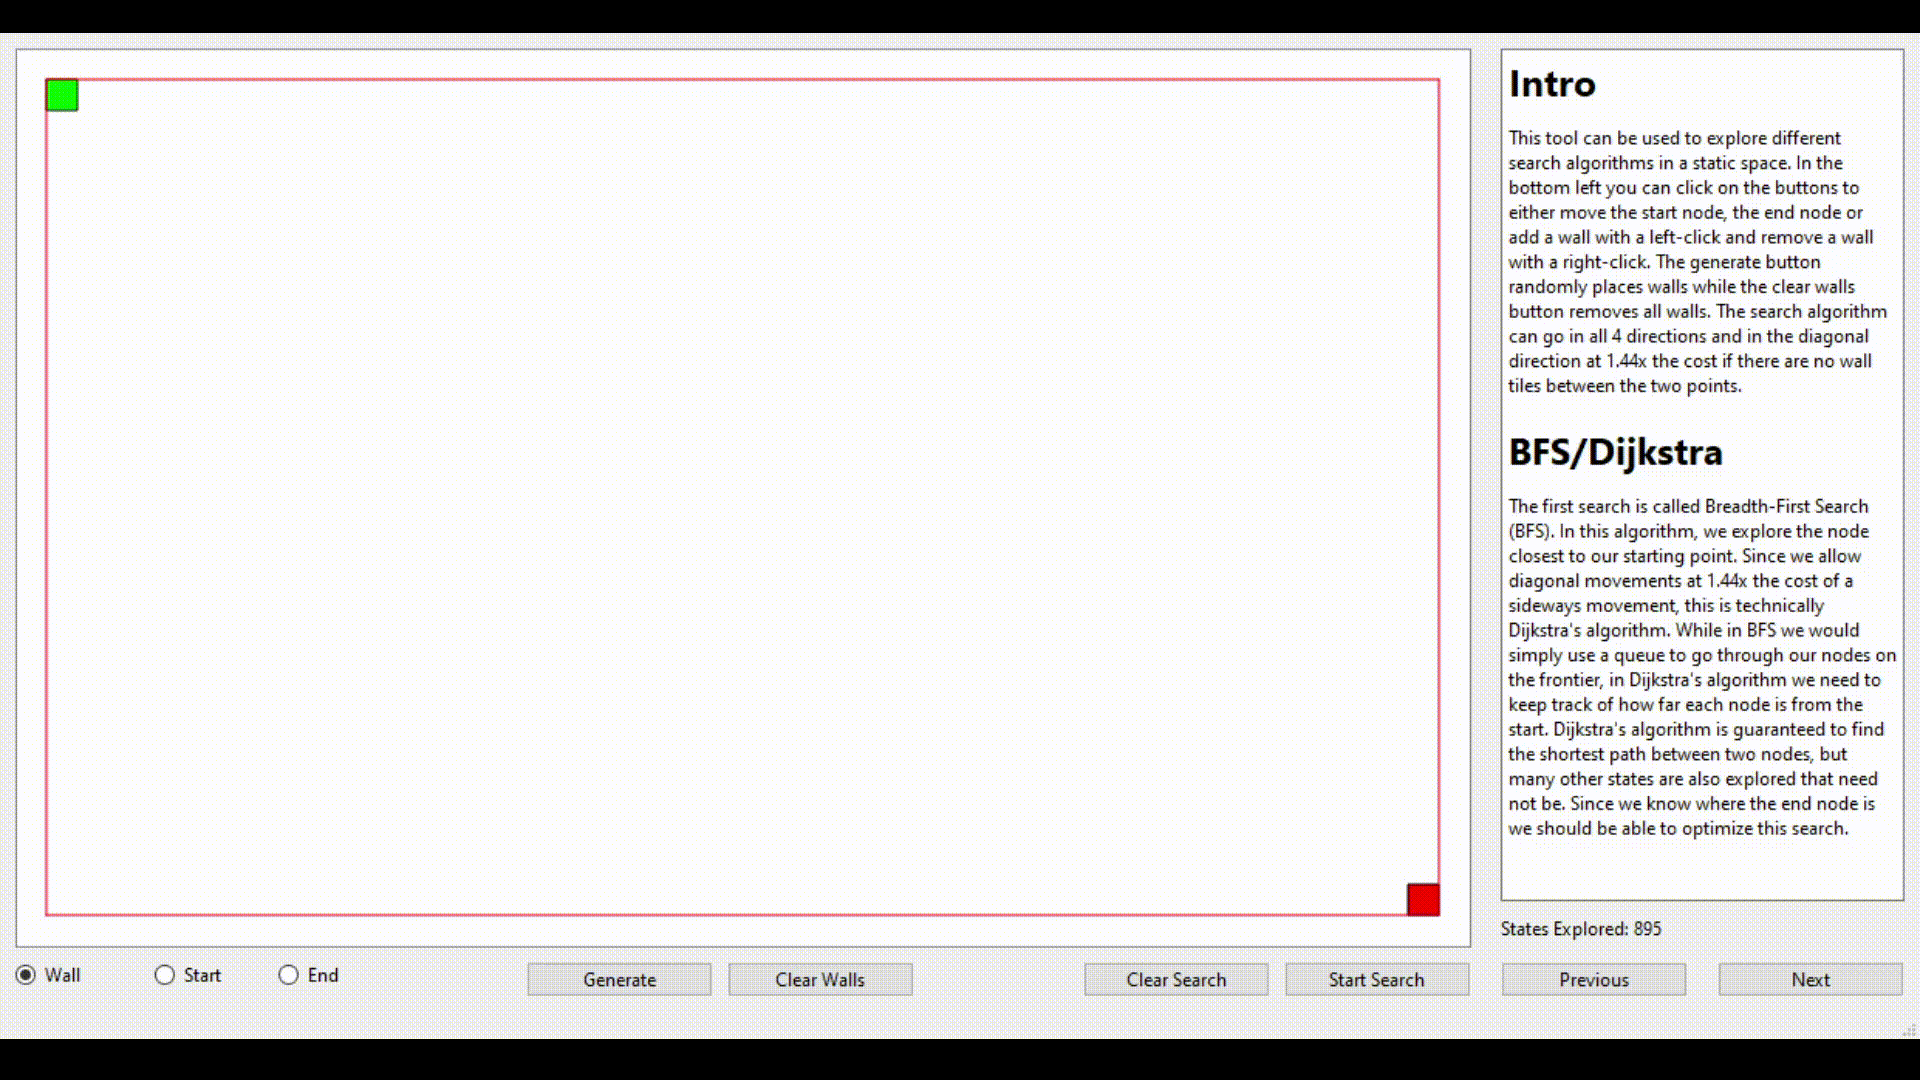 Intro
This tool can be used to explore different
search algorithms in a static space. In the
bottom left you can click on the buttons to
either move the start node, the end node or
add a wall with a left-click and remove a wall
with a right-click. The generate button
randomly places walls while the clear walls
button removes all walls. The search algorithm
can go in all 4 directions and in the diagonal
direction at 1.44x the cost if there are no wall
tiles between the two points.
BFS/Dijkstra
The first search is called Breadth-First Search
(BFS). In this algorithm, we explore the node
closest to our starting point. Since we allow
diagonal movements at 1.44x the cost of a
sideways movement, this is technically
Dijkstra's algorithm. While in BFS we would
simply use a queue to go through our nodes on
the frontier, in Dijkstra's algorithm we need to
keep track of how far each node is from the
start. Dijkstra's algorithm is guaranteed to find
the shortest path between two nodes, but
many other states are also explored that need
not be. Since we know where the end node is
we should be able to optimize this search.
States Explored: 895
Wall Start End Generate Clear Walls Clear Search Start Search Previous Next